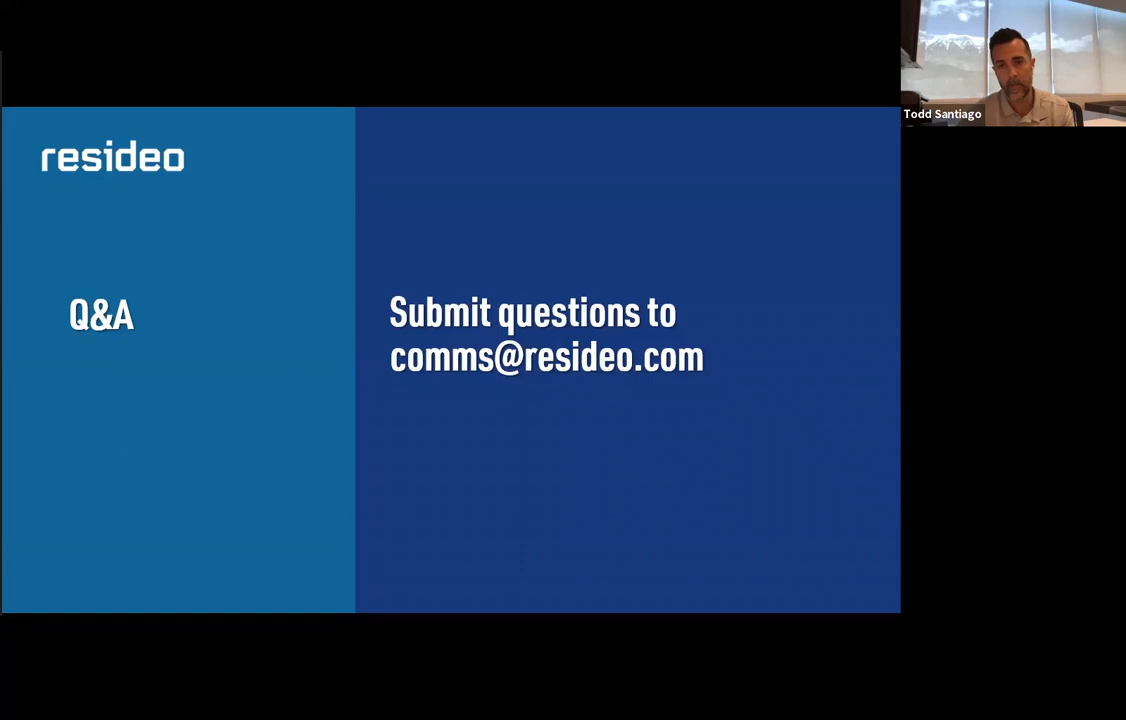 resideo
Q&A
Submit questions to
comms@resideo.com
Todd Santiago